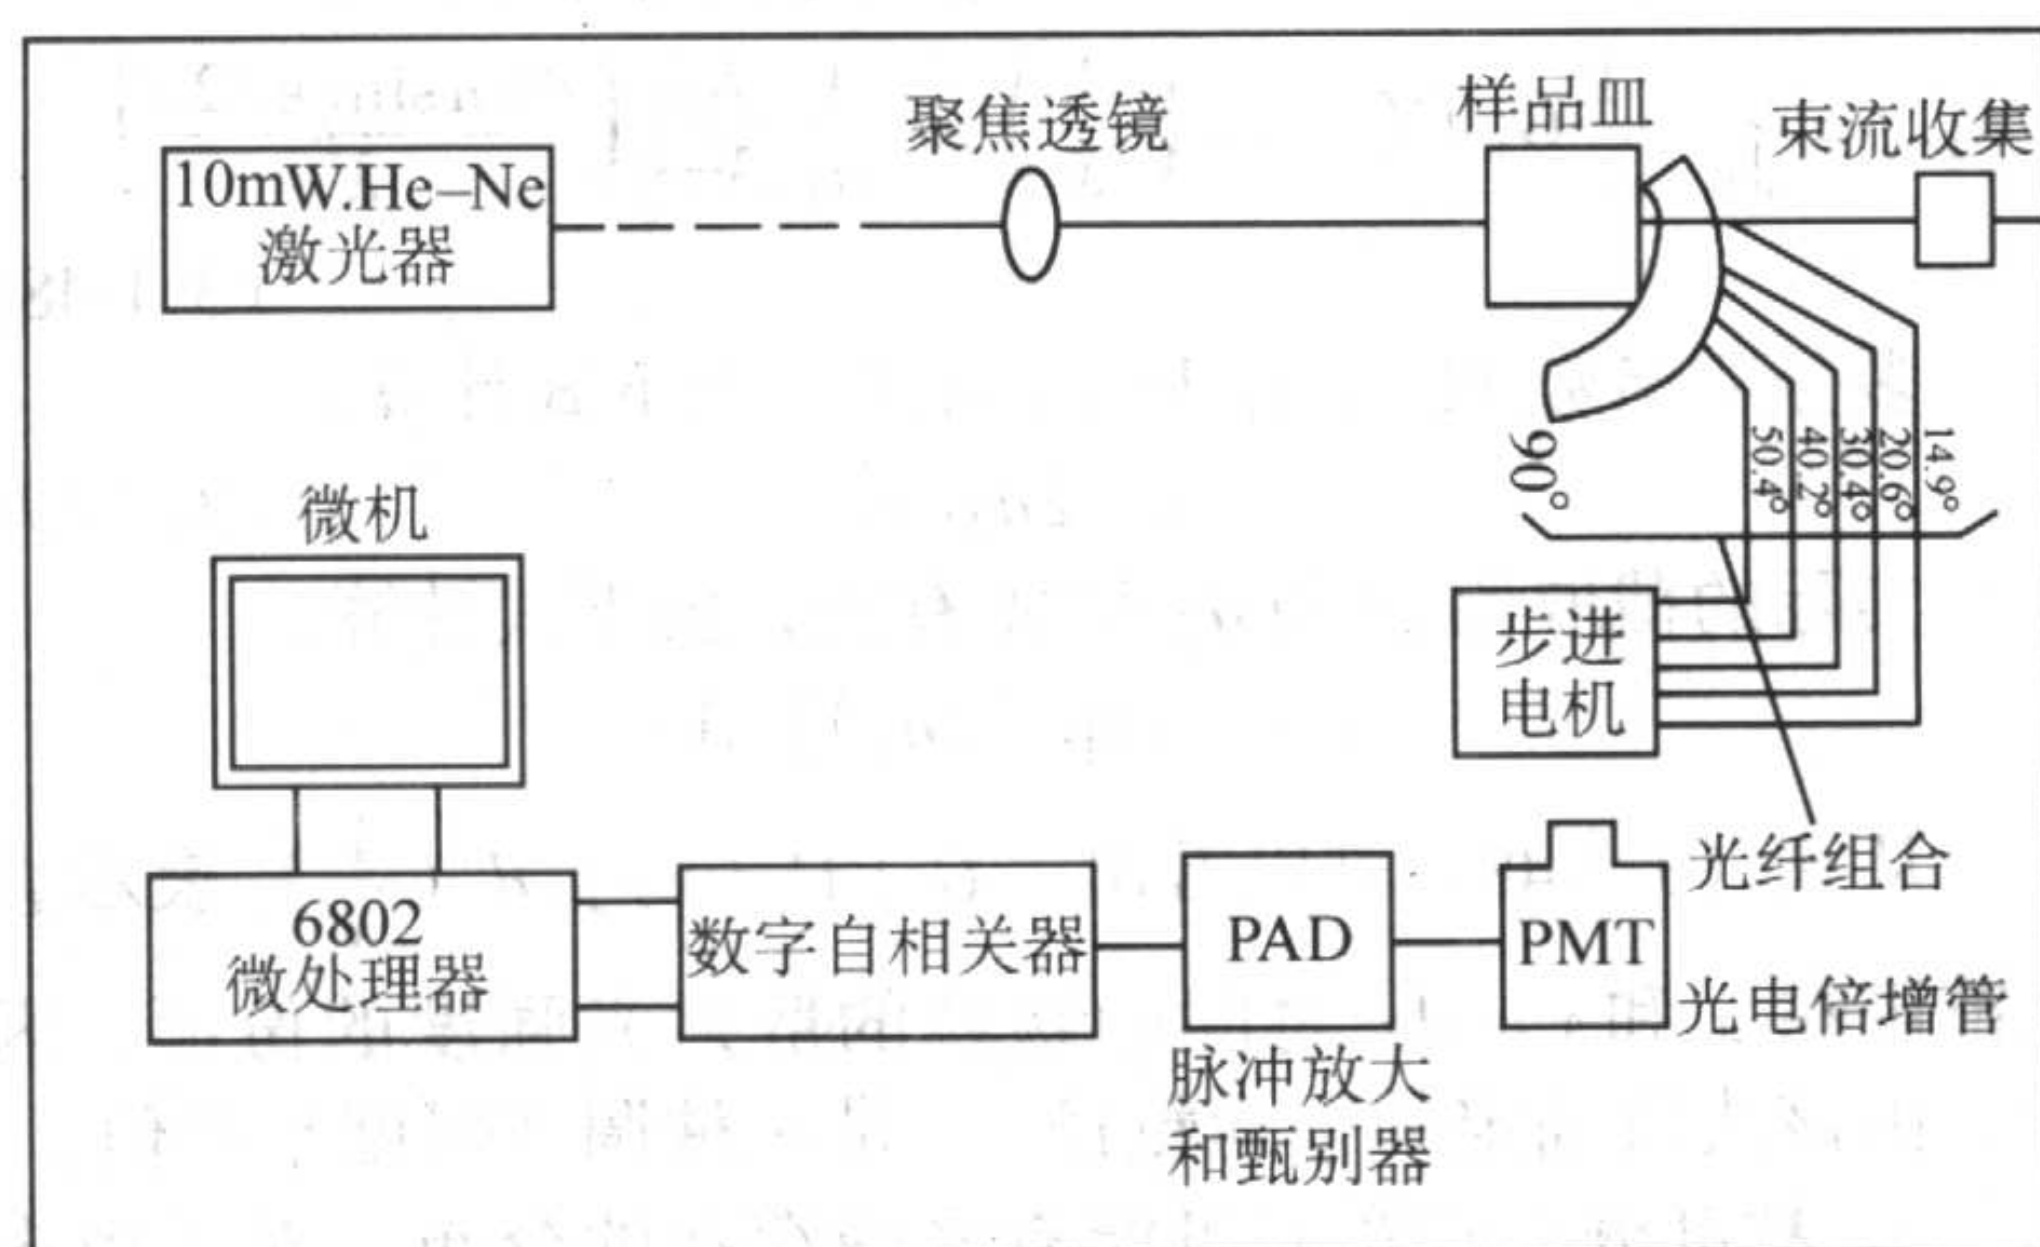 10mW.He–Ne
激光器
聚焦透镜
样品皿
束流收集
90°
50.4°
40.2°
30.4°
20.6°
14.9°
微机
步进
电机
光纤组合
6802
微处理器
数字自相关器
PAD
脉冲放大
和甄别器
PMT
光电倍增管